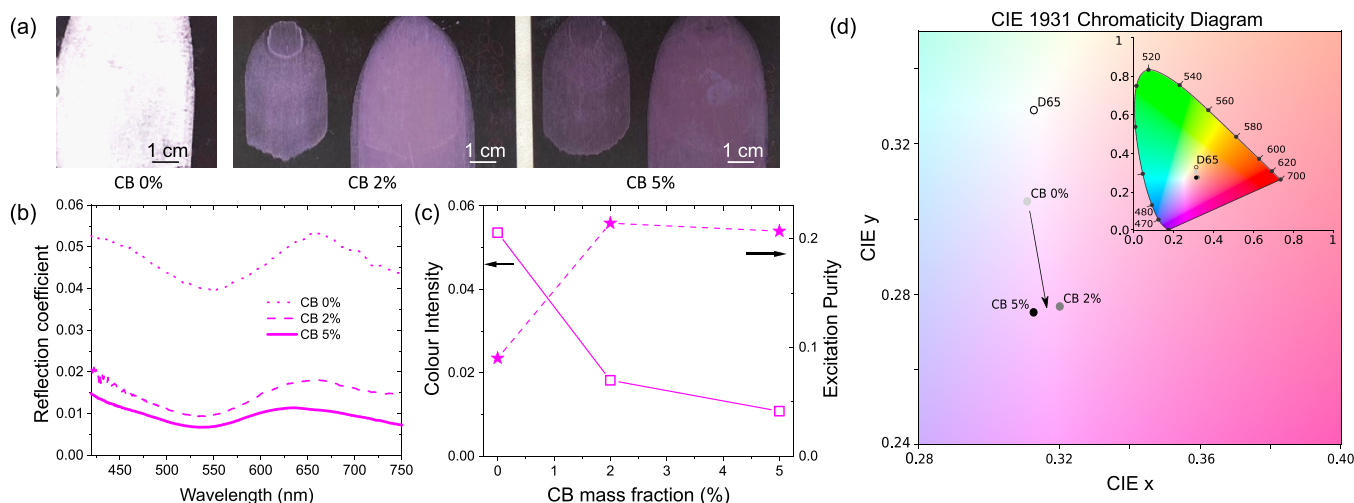 (a)
1 cm
1 cm
1 cm
CB 0%
CB 2%
CB 5%
(b)
0.06
0.05
0.04
0.03
0.02
0.01
0.00
Reflection coefficient
CB 0%
CB 2%
CB 5%
450
500
550
600
650
700
750
Wavelength (nm)
(c)
0.06
0.04
0.02
0.00
Colour Intensity
0.2
0.1
0.0
Excitation Purity
0
1
2
3
4
5
CB mass fraction (%)
(d)
CIE 1931 Chromaticity Diagram
D65
CB 0%
CB 5%
CB 2%
0.32
0.28
0.24
CIE y
0.28
0.32
0.36
0.40
CIE x
1
0.8
0.6
0.4
0.2
0.0
0.0
0.2
0.4
0.6
0.8
1
520
540
560
580
600
620
700
480
470
D65